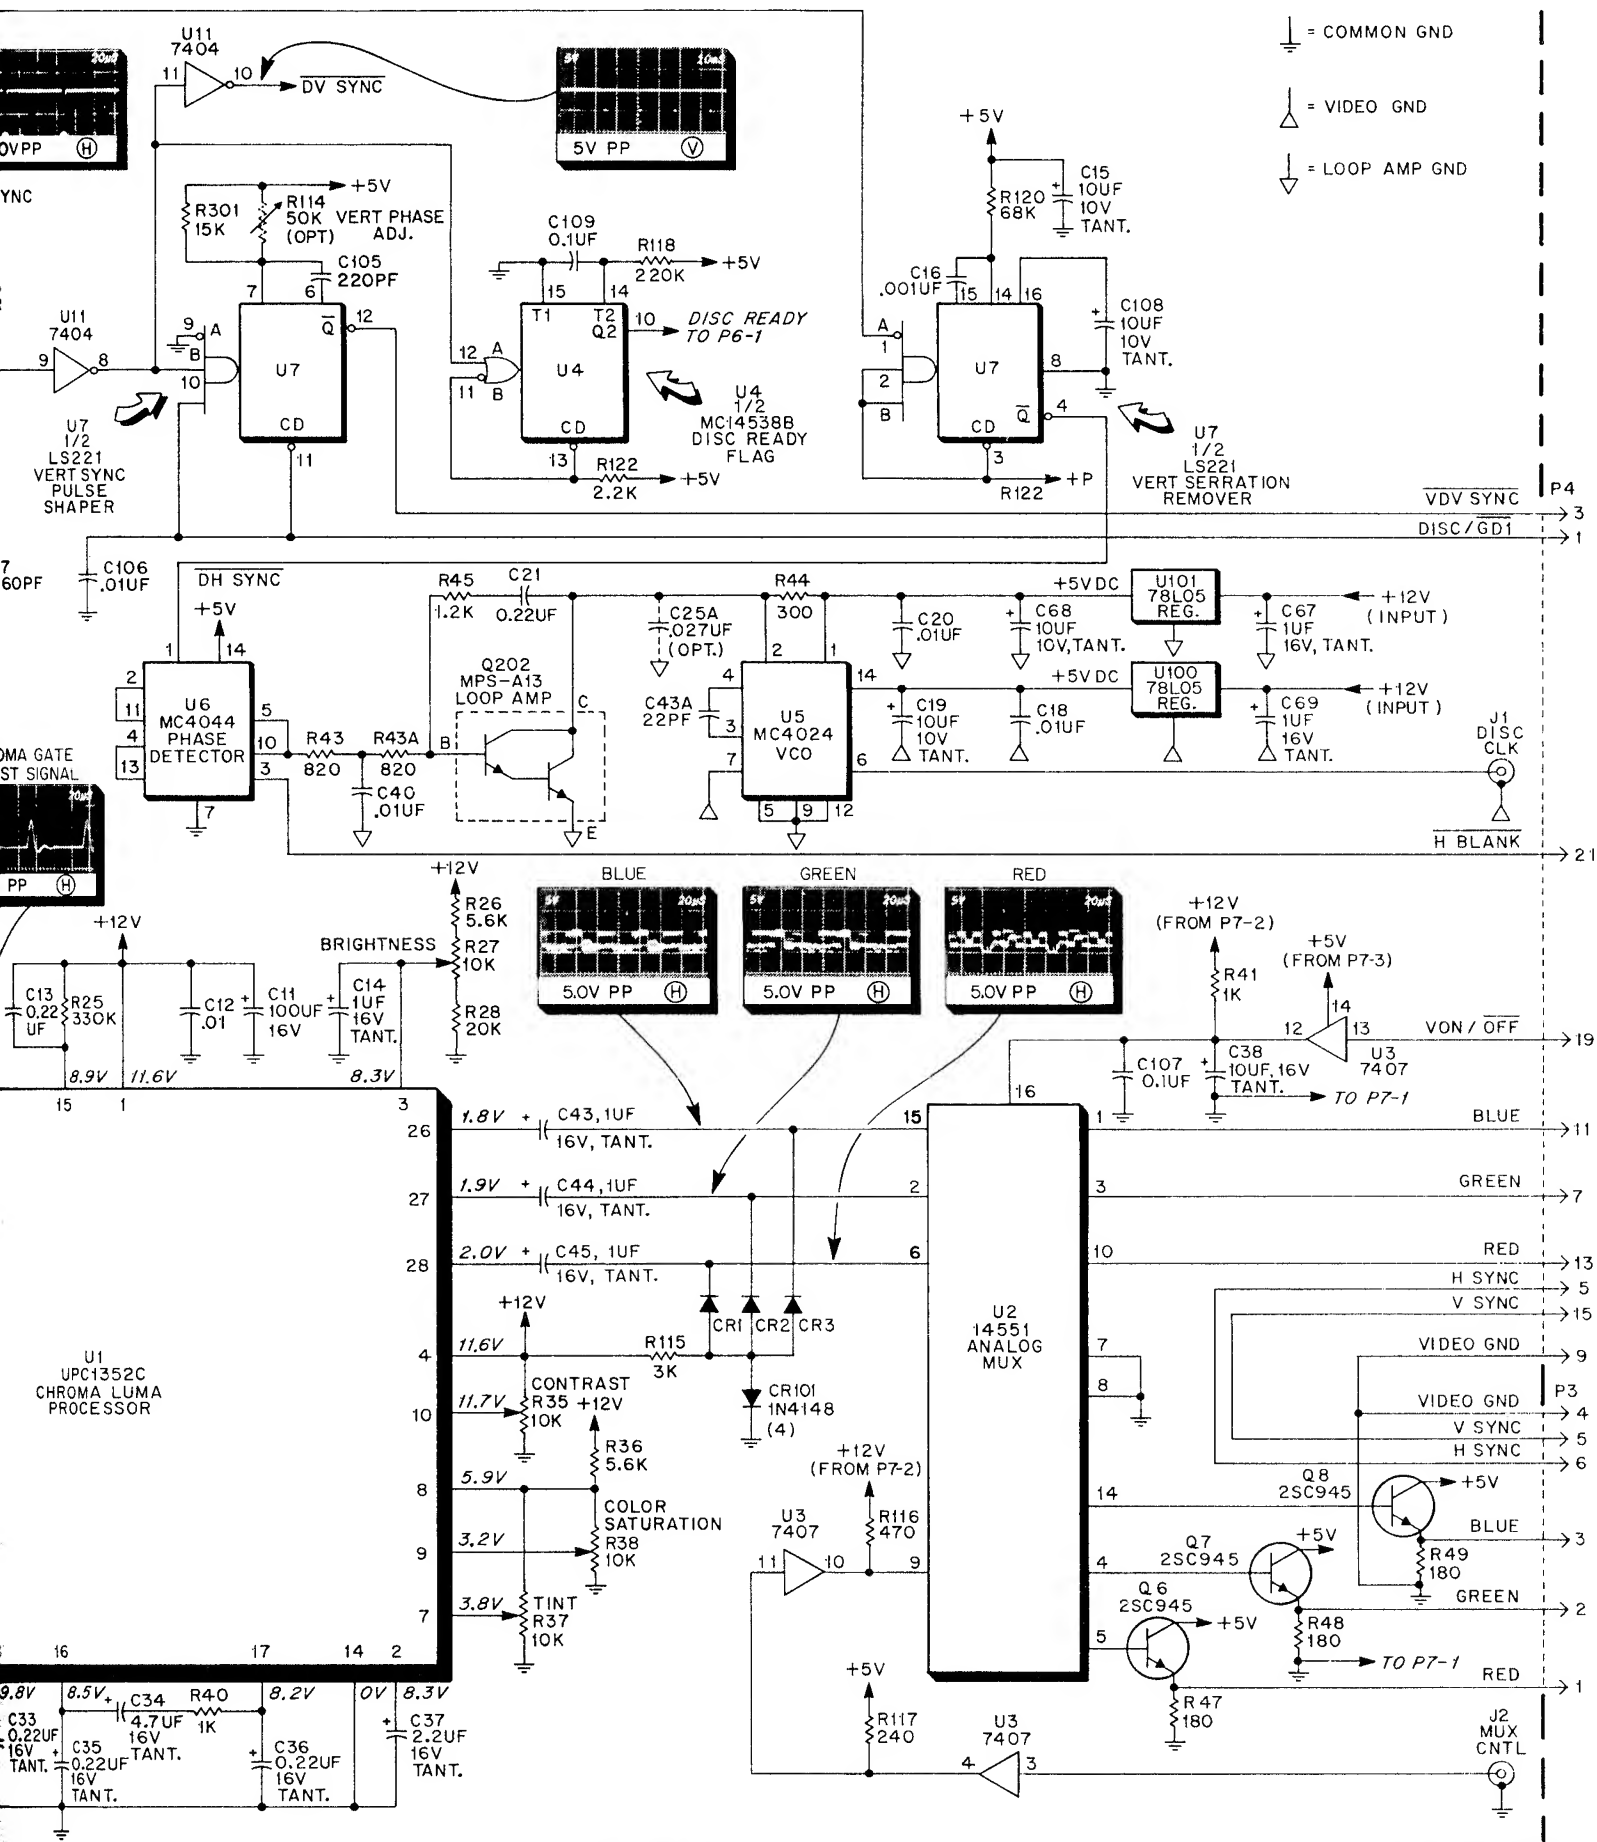 U11
7404
20µS
11
10
DV SYNC
0VPP
H
5V
20mS
5V PP
V
= COMMON GND
= VIDEO GND
= LOOP AMP GND
YNC
R301
15K
R114
50K
(OPT)
VERT PHASE
ADJ.
+5V
C105
220PF
7
6
U11
7404
9
8
9
A
B
10
Q
12
U7
CD
11
U7
1/2
LS221
VERT SYNC
PULSE
SHAPER
C109
0.1UF
R118
220K
+5V
15
14
T1
T2
Q2
10
DISC READY
TO P6-1
12
A
11
B
U4
CD
13
R122
2.2K
+5V
U4
1/2
MC14538B
DISC READY
FLAG
+5V
R120
68K
C15
10UF
10V
TANT.
C16
.001UF
15
14
16
C108
10UF
10V
TANT.
A
1
2
B
U7
8
Q
4
CD
3
R122
+P
U7
1/2
LS221
VERT SERRATION
REMOVER
VDV SYNC
P4
3
DISC/GD1
1
7
60PF
C106
.01UF
DH SYNC
+5V
1
14
2
11
4
13
U6
MC4044
PHASE
DETECTOR
5
10
3
7
R43
820
R43A
820
C40
.01UF
R45
1.2K
C21
0.22UF
Q202
MPS-A13
LOOP AMP
B
C
E
C25A
.027UF
(OPT.)
R44
300
C20
.01UF
C68
10UF
10V, TANT.
+5VDC
U101
78L05
REG.
C67
1UF
16V, TANT.
+12V
(INPUT)
2
1
4
C43A
22PF
3
7
U5
MC4024
VCO
14
6
5
9
12
C19
10UF
10V
TANT.
C18
.01UF
+5VDC
U100
78L05
REG.
C69
1UF
16V
TANT.
+12V
(INPUT)
J1
DISC
CLK
OMA GATE
ST SIGNAL
20µS
PP
H
H BLANK
21
BLUE
GREEN
RED
5V
20µS
5V
20µS
5V
20µS
5.0V PP
H
5.0V PP
H
5.0V PP
H
+12V
R26
5.6K
BRIGHTNESS
R27
10K
R28
20K
+12V
C13
0.22
UF
R25
330K
C12
.01
C11
100UF
16V
C14
1UF
16V
TANT.
8.9V
11.6V
8.3V
15
1
3
+12V
(FROM P7-2)
R41
1K
+5V
(FROM P7-3)
14
12
13
U3
7407
VON / OFF
19
C107
0.1UF
C38
10UF, 16V
TANT.
TO P7-1
16
26
1.8V
C43, 1UF
16V, TANT.
15
1
BLUE
11
27
1.9V
C44, 1UF
16V, TANT.
2
3
GREEN
7
28
2.0V
C45, 1UF
16V, TANT.
6
10
RED
13
H SYNC
5
V SYNC
15
VIDEO GND
9
P3
VIDEO GND
4
V SYNC
5
H SYNC
6
U1
UPC1352C
CHROMA LUMA
PROCESSOR
+12V
4
11.6V
R115
3K
CR1
CR2
CR3
CR101
1N4148
(4)
10
11.7V
CONTRAST
R35
10K
+12V
R36
5.6K
8
5.9V
COLOR
SATURATION
R38
10K
9
3.2V
7
3.8V
TINT
R37
10K
U2
14551
ANALOG
MUX
7
8
+12V
(FROM P7-2)
R116
470
U3
7407
11
10
9
14
Q8
2SC945
+5V
BLUE
3
R49
180
4
Q7
2SC945
+5V
GREEN
2
R48
180
TO P7-1
5
Q6
2SC945
+5V
RED
1
R47
180
16
17
14
2
9.8V
8.5V
8.2V
0V
8.3V
C33
0.22UF
16V
TANT.
C34
4.7UF
16V
TANT.
R40
1K
C35
0.22UF
16V
TANT.
C36
0.22UF
16V
TANT.
C37
2.2UF
16V
TANT.
+5V
R117
240
U3
7407
4
3
J2
MUX
CNTL